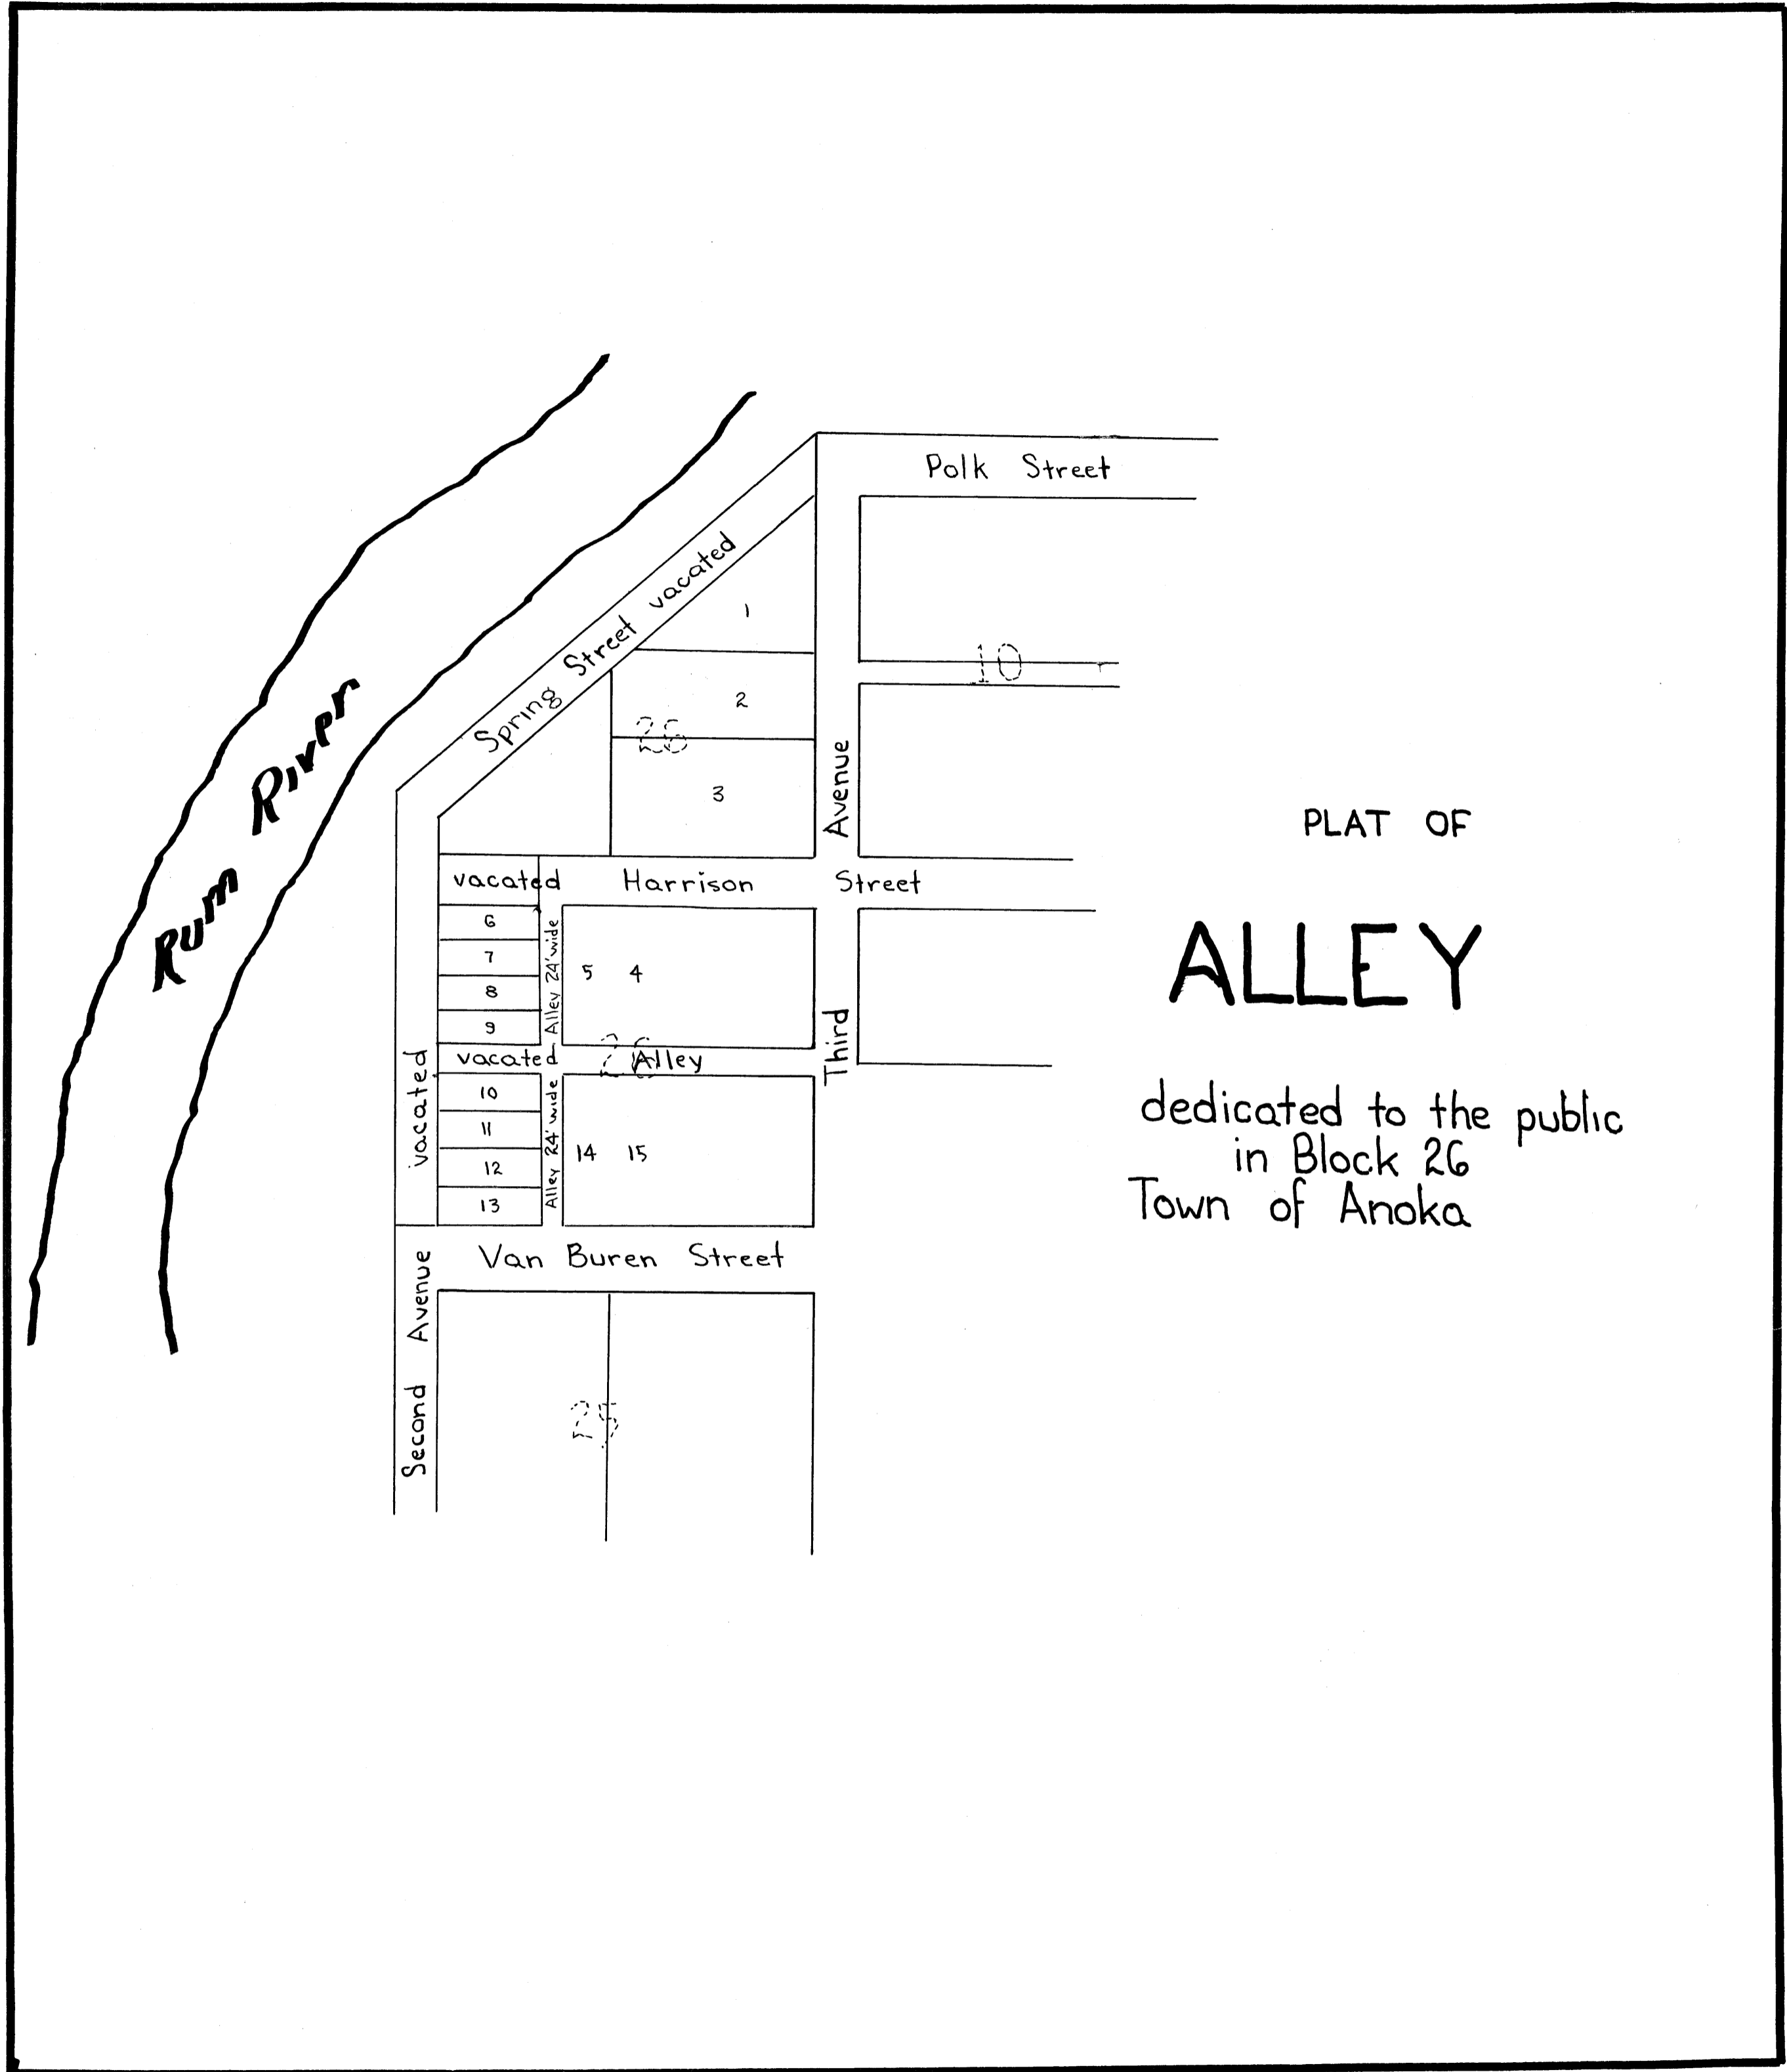 Polk Street
Spring Street vacated
1
10
2
26
3
Avenue
Rum River
PLAT OF
vacated Harrison Street
6
7
8
9
Alley 24' wide
5 4
ALLEY
Third
vacated Alley
26
vacated
10
11
12
13
Alley 24' wide
14 15
dedicated to the public
in Block 26
Town of Anoka
Van Buren Street
Second Avenue
25